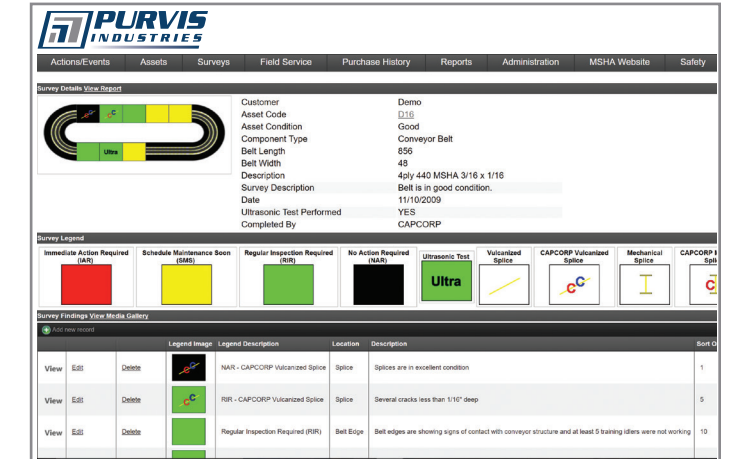 PURVIS
INDUSTRIES
Actions/Events Assets Surveys Field Service Purchase History Reports Administration MSHA Website Safety
Survey Details View Report
CC
Ultra
Customer Demo
Asset Code D16
Asset Condition Good
Component Type Conveyor Belt
Belt Length 856
Belt Width 48
Description 4ply 440 MSHA 3/16 x 1/16
Survey Description Belt is in good condition.
Date 11/10/2009
Ultrasonic Test Performed YES
Completed By CAPCORP
Survey Legend
Immediate Action Required (IAR)
Schedule Maintenance Soon (SMS)
Regular Inspection Required (RIR)
No Action Required (NAR)
Ultrasonic Test
Ultra
Vulcanized Splice
CAPCORP Vulcanized Splice
CC
Mechanical Splice
CAPCORP
C
Survey Findings View Media Gallery
Add new record
Legend Image Legend Description Location Description Sort O
View Edit Delete CC NAR - CAPCORP Vulcanized Splice Splice Splices are in excellent condition 1
View Edit Delete CC RIR - CAPCORP Vulcanized Splice Splice Several cracks less than 1/16" deep 5
View Edit Delete Regular Inspection Required (RIR) Belt Edge Belt edges are showing signs of contact with conveyor structure and at least 5 training idlers were not working 10